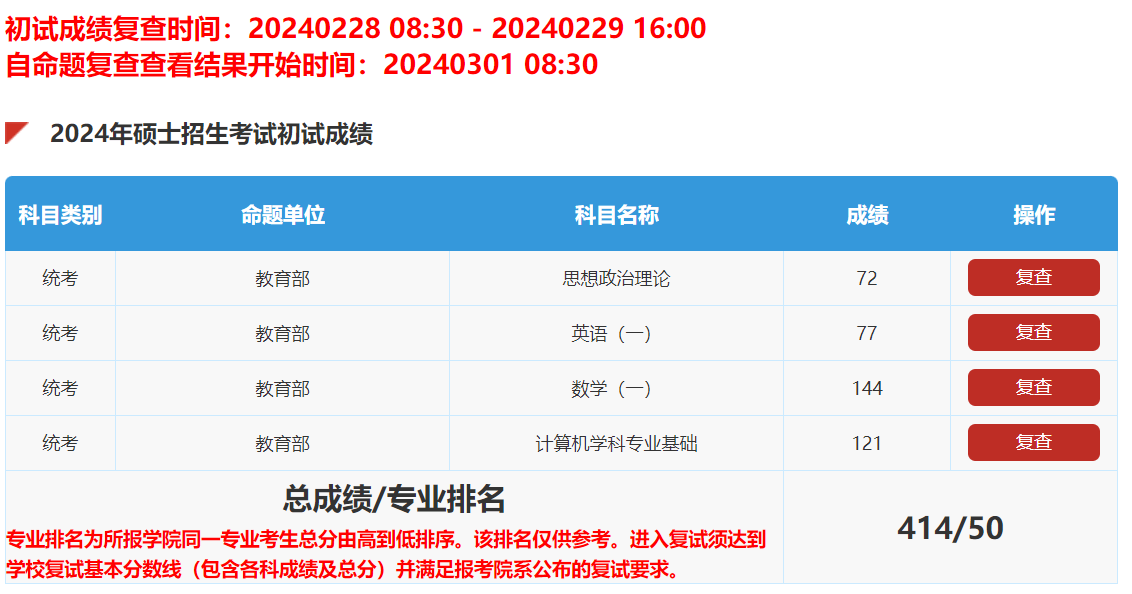 初试成绩复查时间：20240228 08:30 - 20240229 16:00
自命题复查查看结果开始时间：20240301 08:30
2024年硕士招生考试初试成绩
科目类别 命题单位 科目名称 成绩 操作
统考 教育部 思想政治理论 72 复查
统考 教育部 英语（一） 77 复查
统考 教育部 数学（一） 144 复查
统考 教育部 计算机学科专业基础 121 复查
总成绩/专业排名
专业排名为所报学院同一专业考生总分由高到低排序。该排名仅供参考。进入复试须达到
学校复试基本分数线（包含各科成绩及总分）并满足报考院系公布的复试要求。
414/50